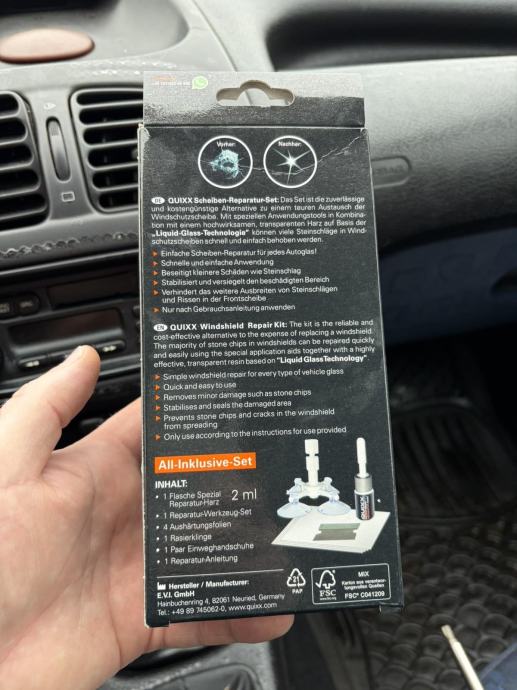 Vorher:
Nachher:
DE QUIXX Scheiben-Reparatur-Set: Das Set ist die zuverlässige
und kostengünstige Alternative zu einem teuren Austausch der
Windschutzscheibe. Mit speziellen Anwendungstools in Kombina-
tion mit einem hochwirksamen, transparenten Harz auf Basis der
„Liquid-Glass-Technologie" können viele Steinschläge in Wind-
schutzscheiben schnell und einfach behoben werden.
Einfache Scheiben-Reparatur für jedes Autoglas!
Schnelle und einfache Anwendung
Beseitigt kleinere Schäden wie Steinschlag
Stabilisiert und versiegelt den beschädigten Bereich
Verhindert das weitere Ausbreiten von Steinschlägen
und Rissen in der Frontscheibe
Nur nach Gebrauchsanleitung anwenden
EN QUIXX Windshield Repair Kit: The kit is the reliable and
cost-effective alternative to the expense of replacing a windshield.
The majority of stone chips in windshields can be repaired quickly
and easily using the special application aids together with a highly
effective, transparent resin based on "Liquid Glass Technology".
Simple windshield repair for every type of vehicle glass
Quick and easy to use
Removes minor damage such as stone chips
Stabilises and seals the damaged area
Prevents stone chips and cracks in the windshield
from spreading
Only use according to the instructions for use provided
All-Inklusive-Set
INHALT:
• 1 Flasche Spezial
Reparatur-Harz 2 ml
• 1 Reparatur-Werkzeug-Set
• 4 Aushärtungsfolien
• 1 Rasierklinge
• 1 Paar Einweghandschuhe
• 1 Reparatur-Anleitung
QUIXX
Hersteller / Manufacturer:
E.V.I. GmbH
Hainbuchenring 4, 82061 Neuried, Germany
Tel.: +49 89 745062-0, www.quixx.com
21
PAP
FSC
www.fsc.org
MIX
Karton aus verantwor-
tungsvollen Quellen
FSC® C041209